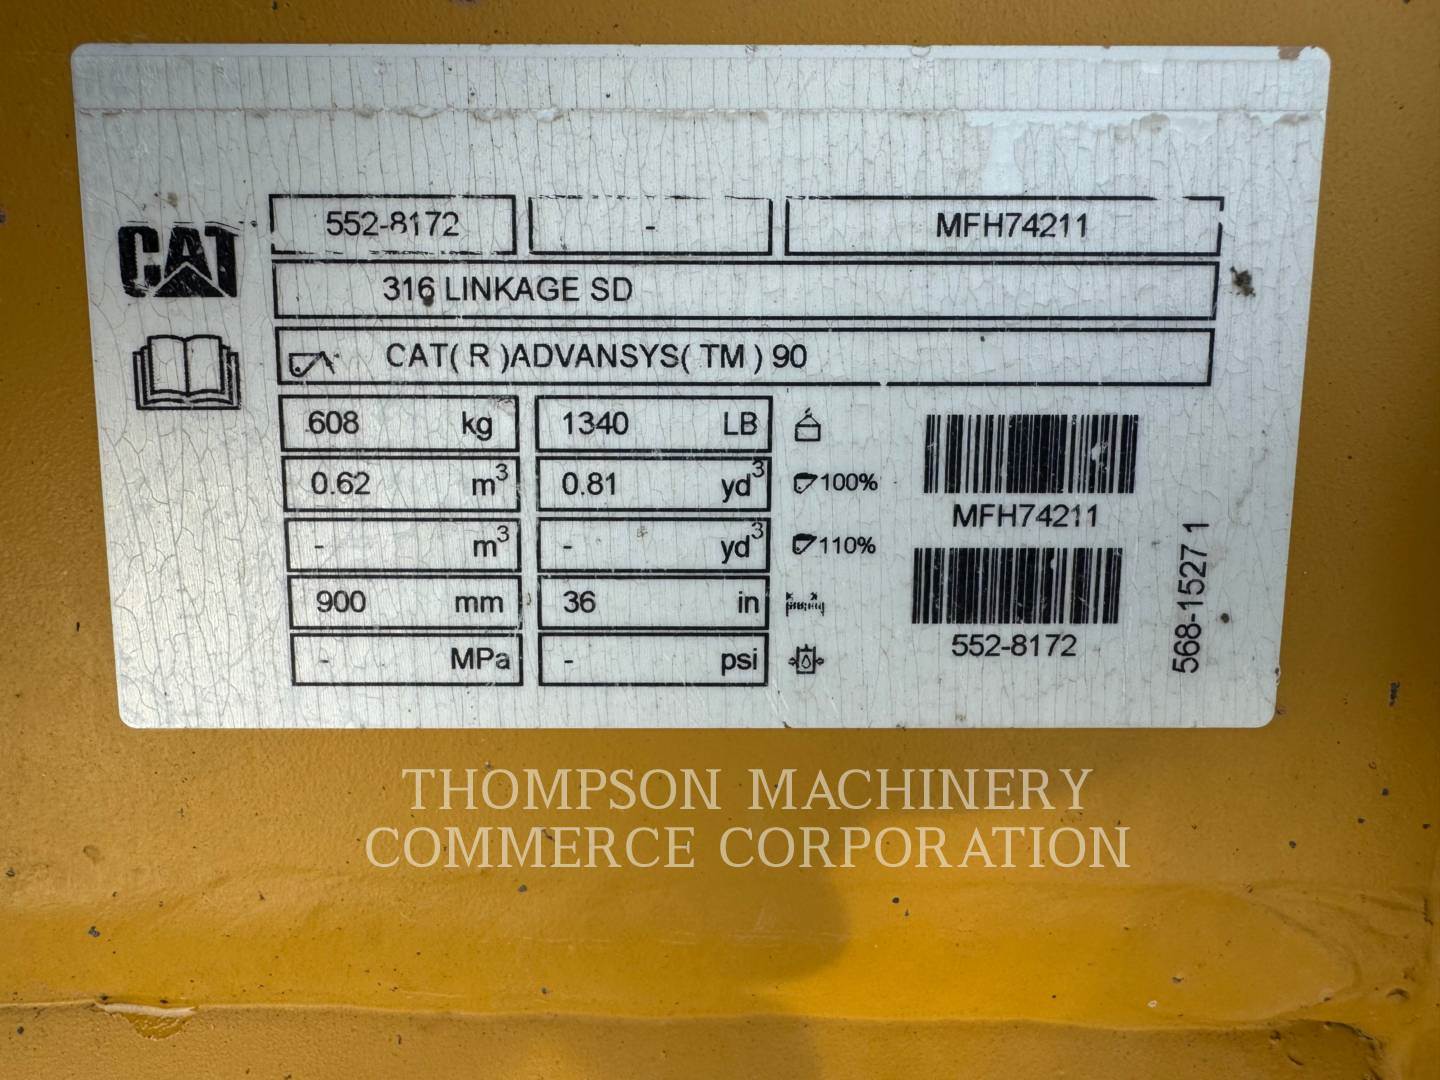 552-8172 - MFH74211
CAT
316 LINKAGE SD
CAT( R )ADVANSYS( TM ) 90
608 kg 1340 LB
0.62 m³ 0.81 yd³ 100%
- m³ - yd³ 110%
900 mm 36 in
- MPa - psi
MFH74211
552-8172
568-1527 1
THOMPSON MACHINERY
COMMERCE CORPORATION